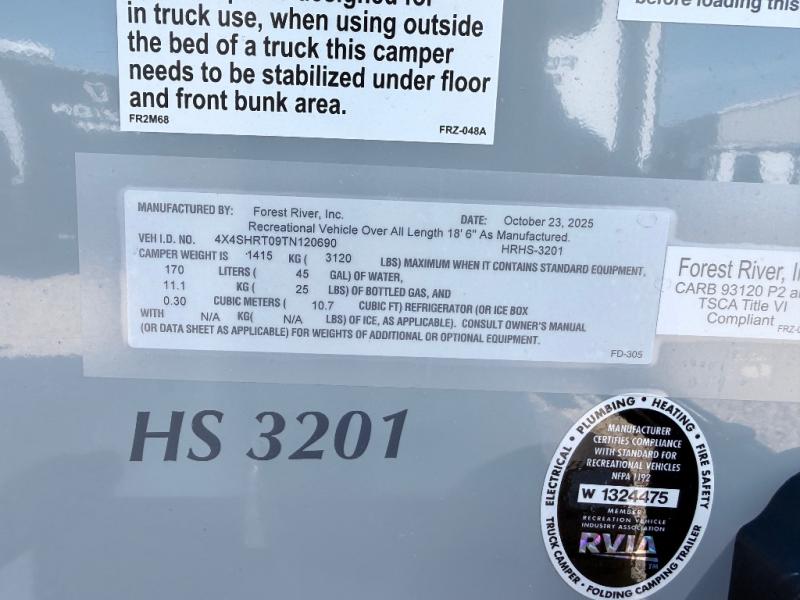 in truck use, when using outside
the bed of a truck this camper
needs to be stabilized under floor
and front bunk area.
FR2M68 FRZ-048A
before loading this
MANUFACTURED BY: Forest River, Inc. DATE: October 23, 2025
Recreational Vehicle Over All Length 18' 6" As Manufactured.
VEH I.D. NO. 4X4SHRT09TN120690 HRHS-3201
CAMPER WEIGHT IS 1415 KG ( 3120 LBS) MAXIMUM WHEN IT CONTAINS STANDARD EQUIPMENT,
170 LITERS ( 45 GAL) OF WATER,
11.1 KG ( 25 LBS) OF BOTTLED GAS, AND
0.30 CUBIC METERS ( 10.7 CUBIC FT) REFRIGERATOR (OR ICE BOX
WITH N/A KG( N/A LBS) OF ICE, AS APPLICABLE). CONSULT OWNER'S MANUAL
(OR DATA SHEET AS APPLICABLE) FOR WEIGHTS OF ADDITIONAL OR OPTIONAL EQUIPMENT.
FD-305
Forest River, I
CARB 93120 P2 a
TSCA Title VI
Compliant
FRZ-0
HS 3201
ELECTRICAL • PLUMBING • HEATING • FIRE SAFETY
MANUFACTURER
CERTIFIES COMPLIANCE
WITH STANDARD FOR
RECREATIONAL VEHICLES
NFPA 1192
W 1324475
MEMBER
RECREATION VEHICLE
INDUSTRY ASSOCIATION
RVIA TM
TRUCK CAMPER • FOLDING CAMPING TRAILER